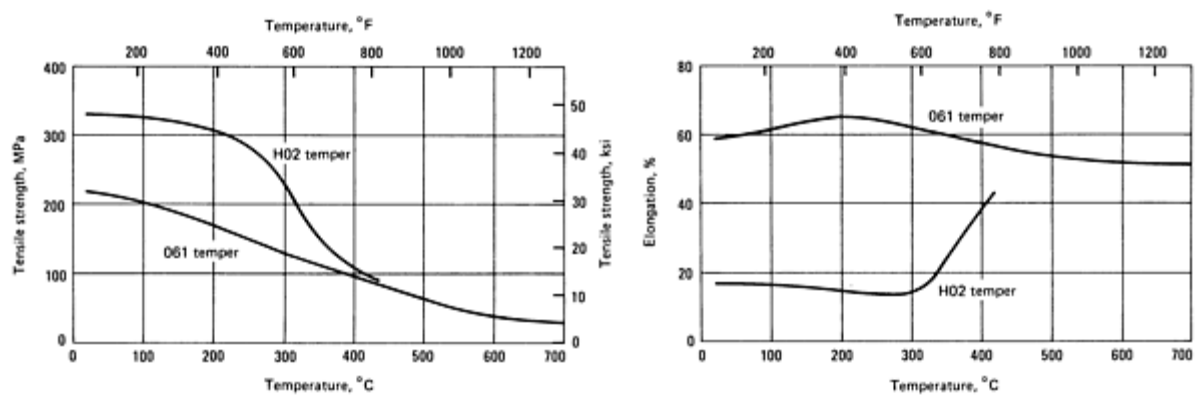 Temperature, °F
200 400 600 800 1000 1200
400
300
200
100
0
Tensile strength, MPa
50
40
30
20
10
0
Tensile strength, ksi
H02 temper
061 temper
0 100 200 300 400 500 600 700
Temperature, °C
Temperature, °F
200 400 600 800 1000 1200
80
60
40
20
0
Elongation, %
061 temper
H02 temper
0 100 200 300 400 500 600 700
Temperature, °C